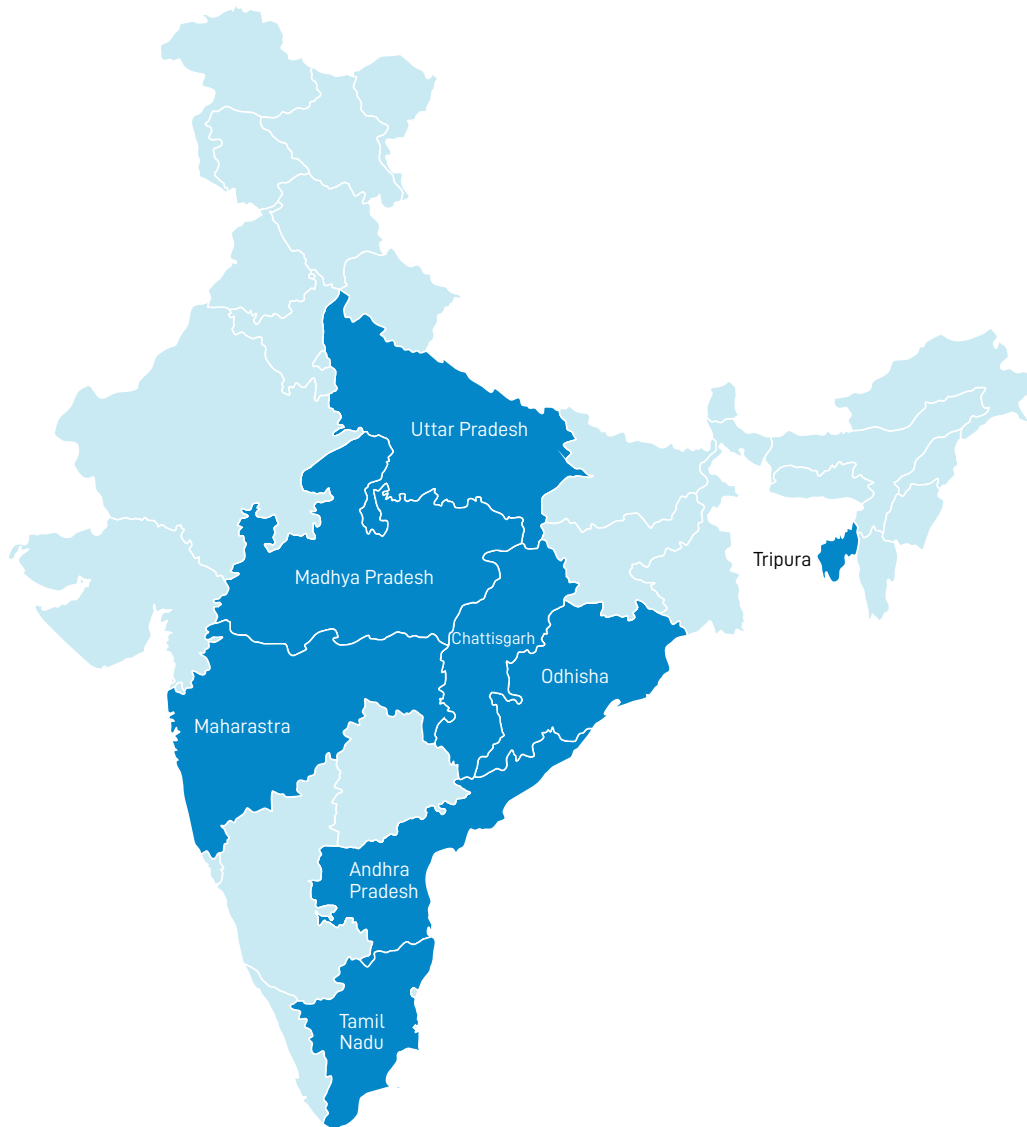 Uttar Pradesh
Tripura
Madhya Pradesh
Chattisgarh
Odhisha
Maharastra
Andhra
Pradesh
Tamil
Nadu